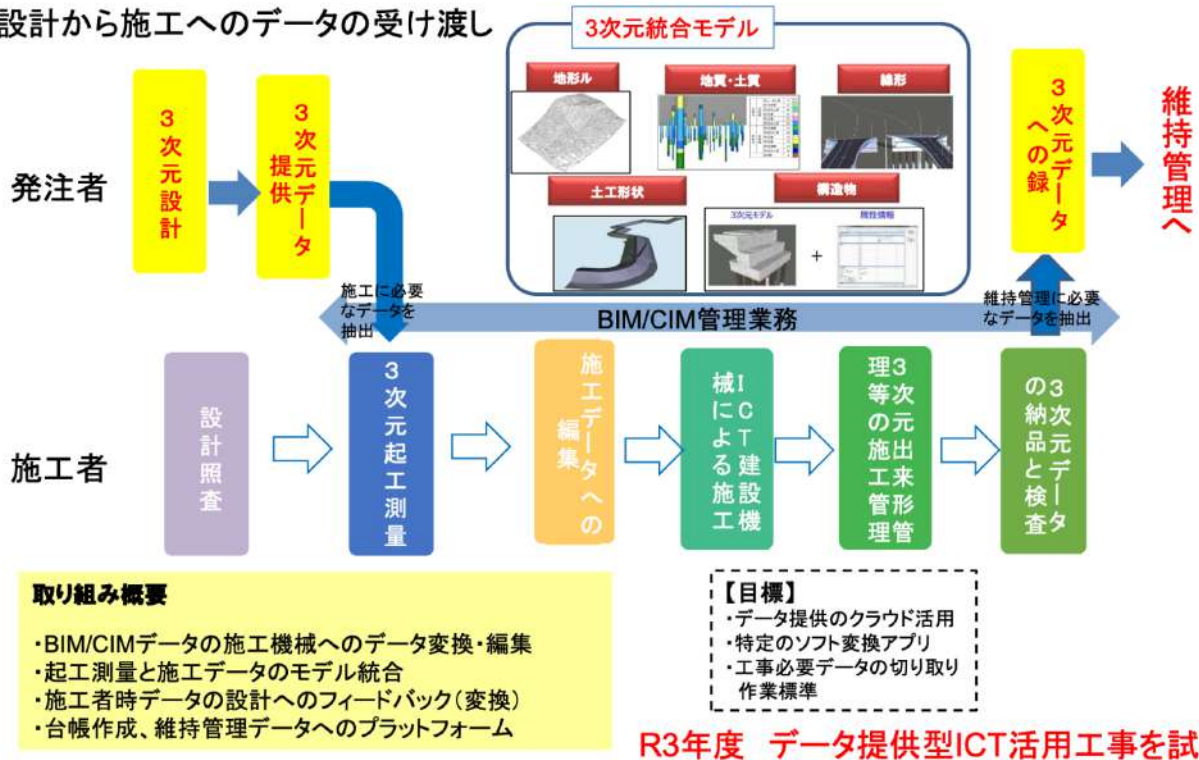 設計から施工へのデータの受け渡し
3次元統合モデル
地形ル
地質・土質
線形
土工形状
構造物
3次元モデル
属性情報
+
発注者
3次元設計
3次元データ
提供
3次元データ
への録
維持管理へ
施工に必要
なデータを
抽出
BIM/CIM管理業務
維持管理に必要
なデータを抽出
施工者
設計照査
3次元起工測量
施工データへの
編集
ICT建設機
械による施工
3次元出来形管
理等の施工管理
3次元データ
の納品と検査
取り組み概要
・BIM/CIMデータの施工機械へのデータ変換・編集
・起工測量と施工データのモデル統合
・施工者時データの設計へのフィードバック(変換)
・台帳作成、維持管理データへのプラットフォーム
【目標】
・データ提供のクラウド活用
・特定のソフト変換アプリ
・工事必要データの切り取り
作業標準
R3年度 データ提供型ICT活用工事を試